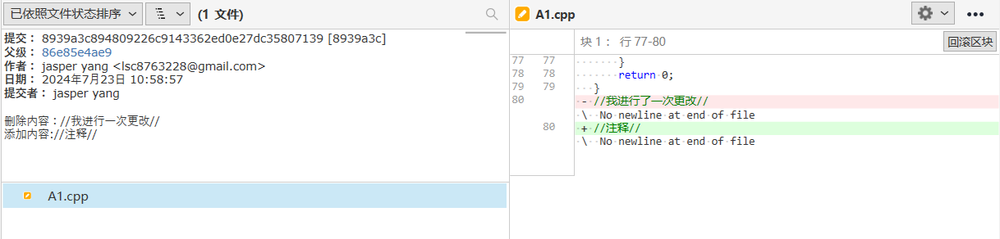 已依照文件状态排序
(1 文件)
提交： 8939a3c894809226c9143362ed0e27dc35807139 [8939a3c]
父级： 86e85e4ae9
作者： jasper yang <lsc8763228@gmail.com>
日期： 2024年7月23日 10:58:57
提交者： jasper yang
删除内容：//我进行一次更改//
添加内容://注释//
A1.cpp
A1.cpp
块 1： 行 77-80
回滚区块
77 77 }
78 78 return 0;
79 79 }
80 - //我进行了一次更改//
\ No newline at end of file
80 + //注释//
\ No newline at end of file